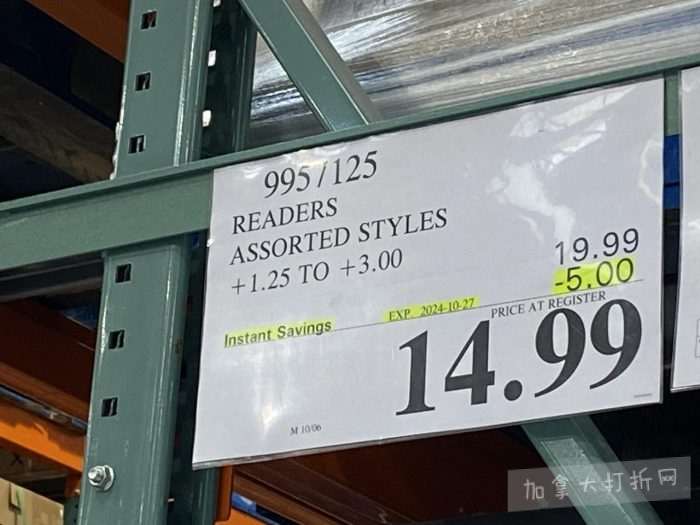 995/125
READERS
ASSORTED STYLES
+1.25 TO +3.00
19.99
-5.00
Instant Savings
EXP. 2024-10-27
PRICE AT REGISTER
14.99
M 10/06
加拿大打折网